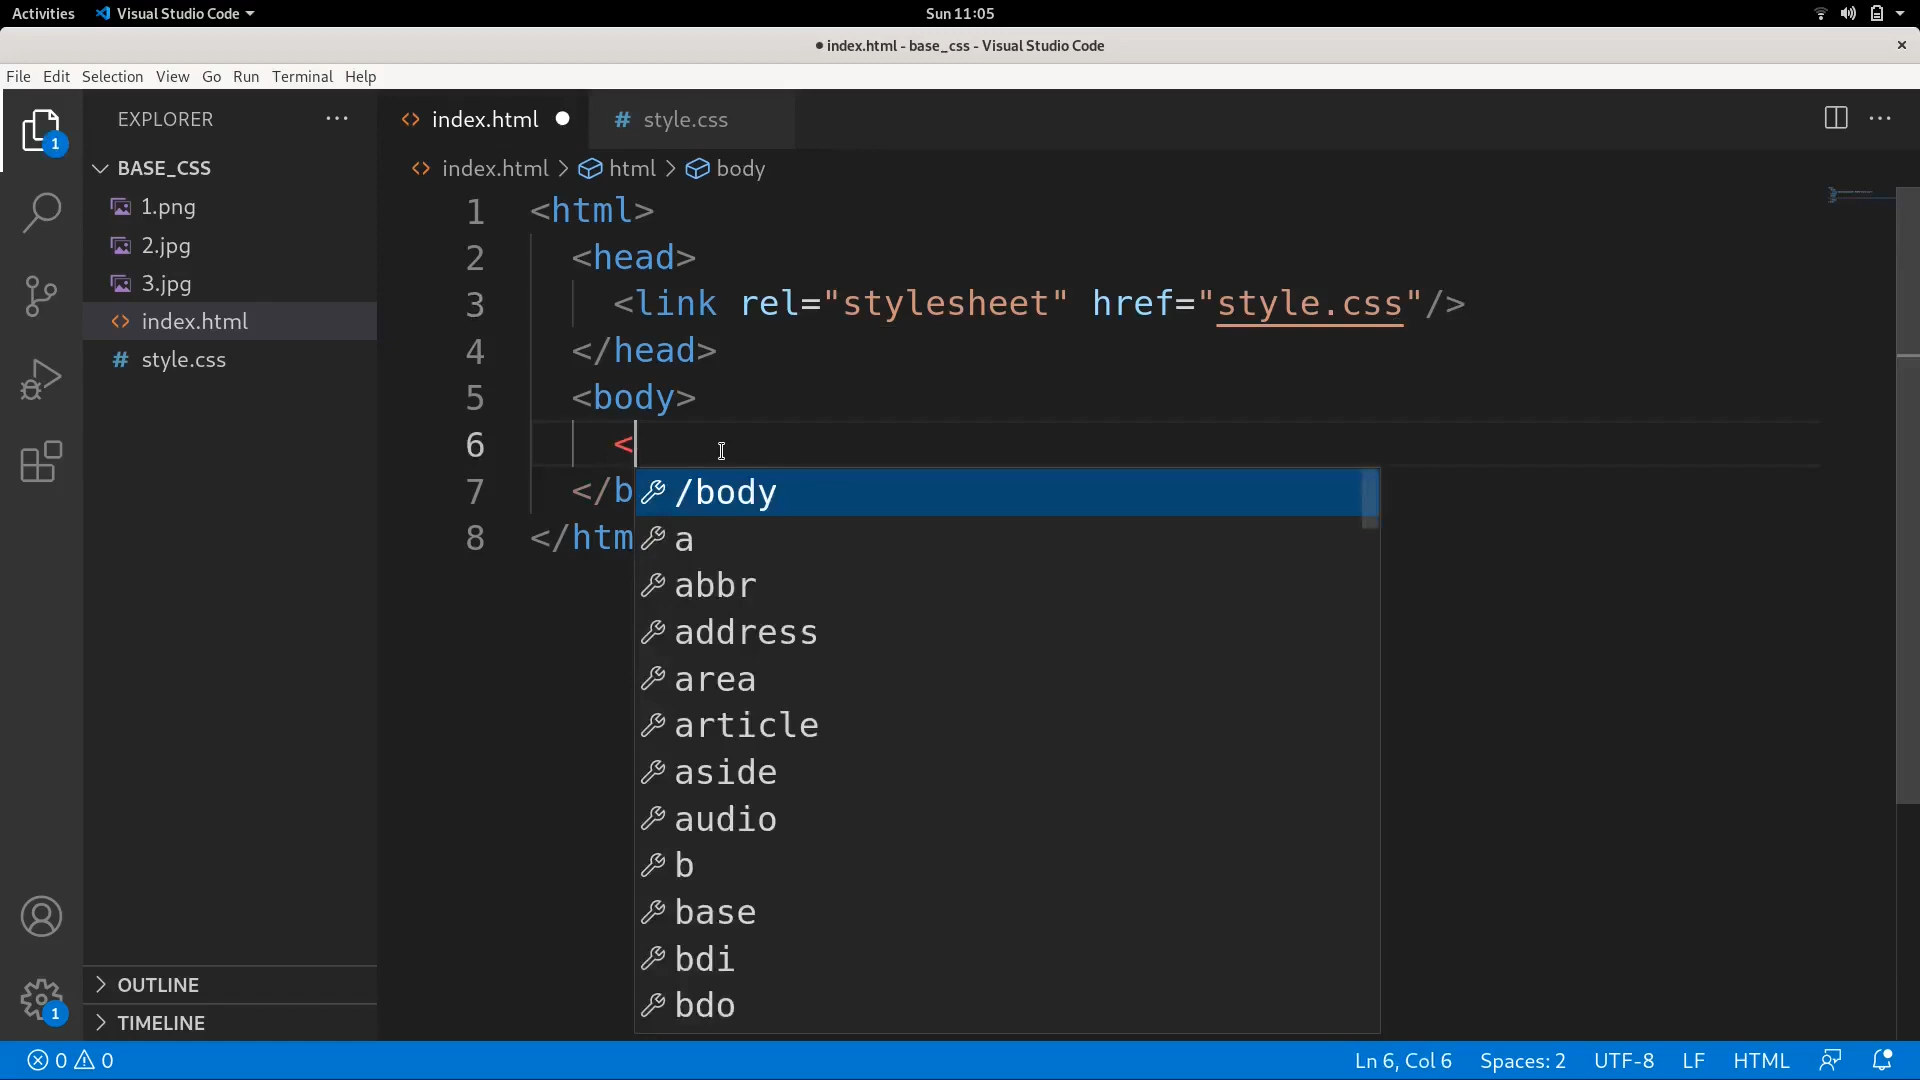 Activities Visual Studio Code Sun 11:05
index.html - base_css - Visual Studio Code
File Edit Selection View Go Run Terminal Help
EXPLORER
BASE_CSS
1.png
2.jpg
3.jpg
index.html
style.css
OUTLINE
TIMELINE
1
1
index.html # style.css
index.html > html > body
1 <html>
2 <head>
3 <link rel="stylesheet" href="style.css"/>
4 </head>
5 <body>
6 <
7 </b
8 </htm
/body
a
abbr
address
area
article
aside
audio
b
base
bdi
bdo
0 0 Ln 6, Col 6 Spaces: 2 UTF-8 LF HTML